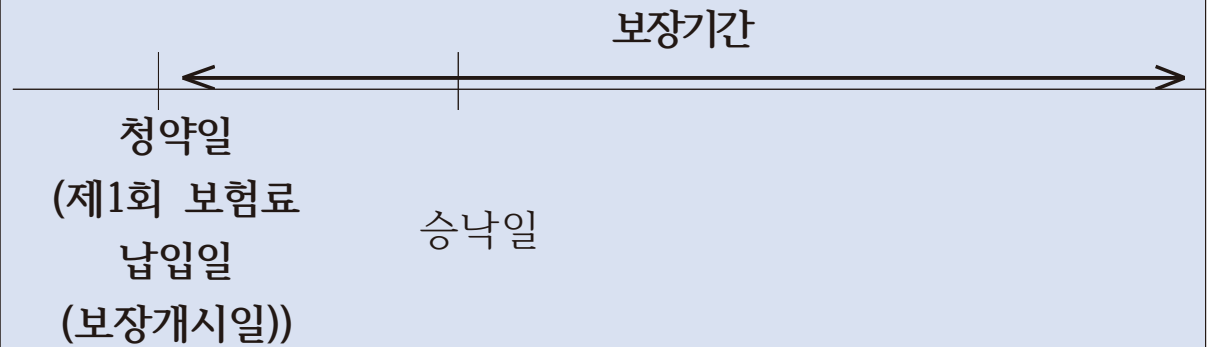 보장기간
청약일
(제1회 보험료
납입일
(보장개시일))
승낙일